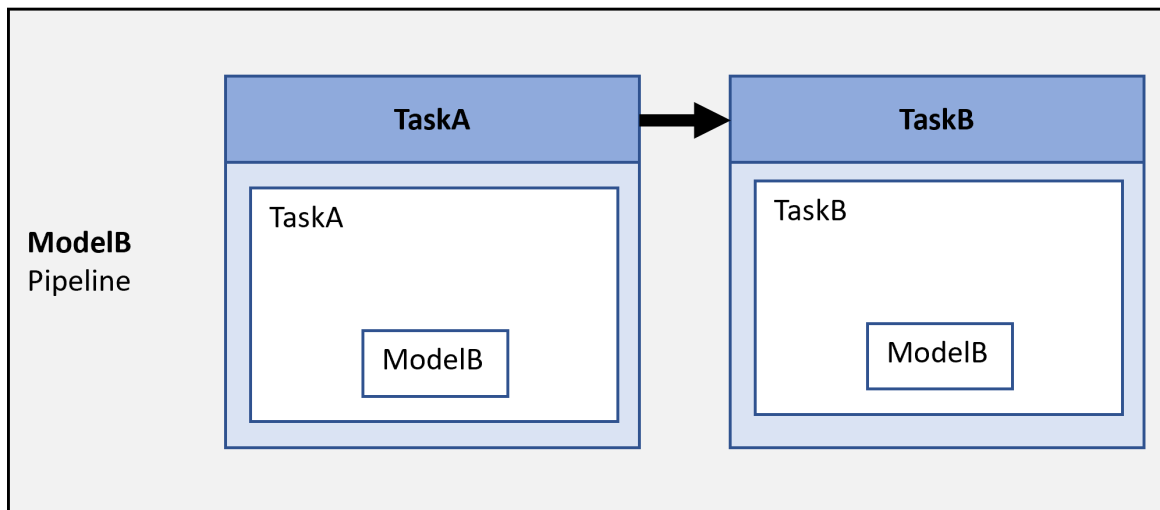 TaskA
TaskB
TaskA
TaskB
ModelB
Pipeline
ModelB
ModelB